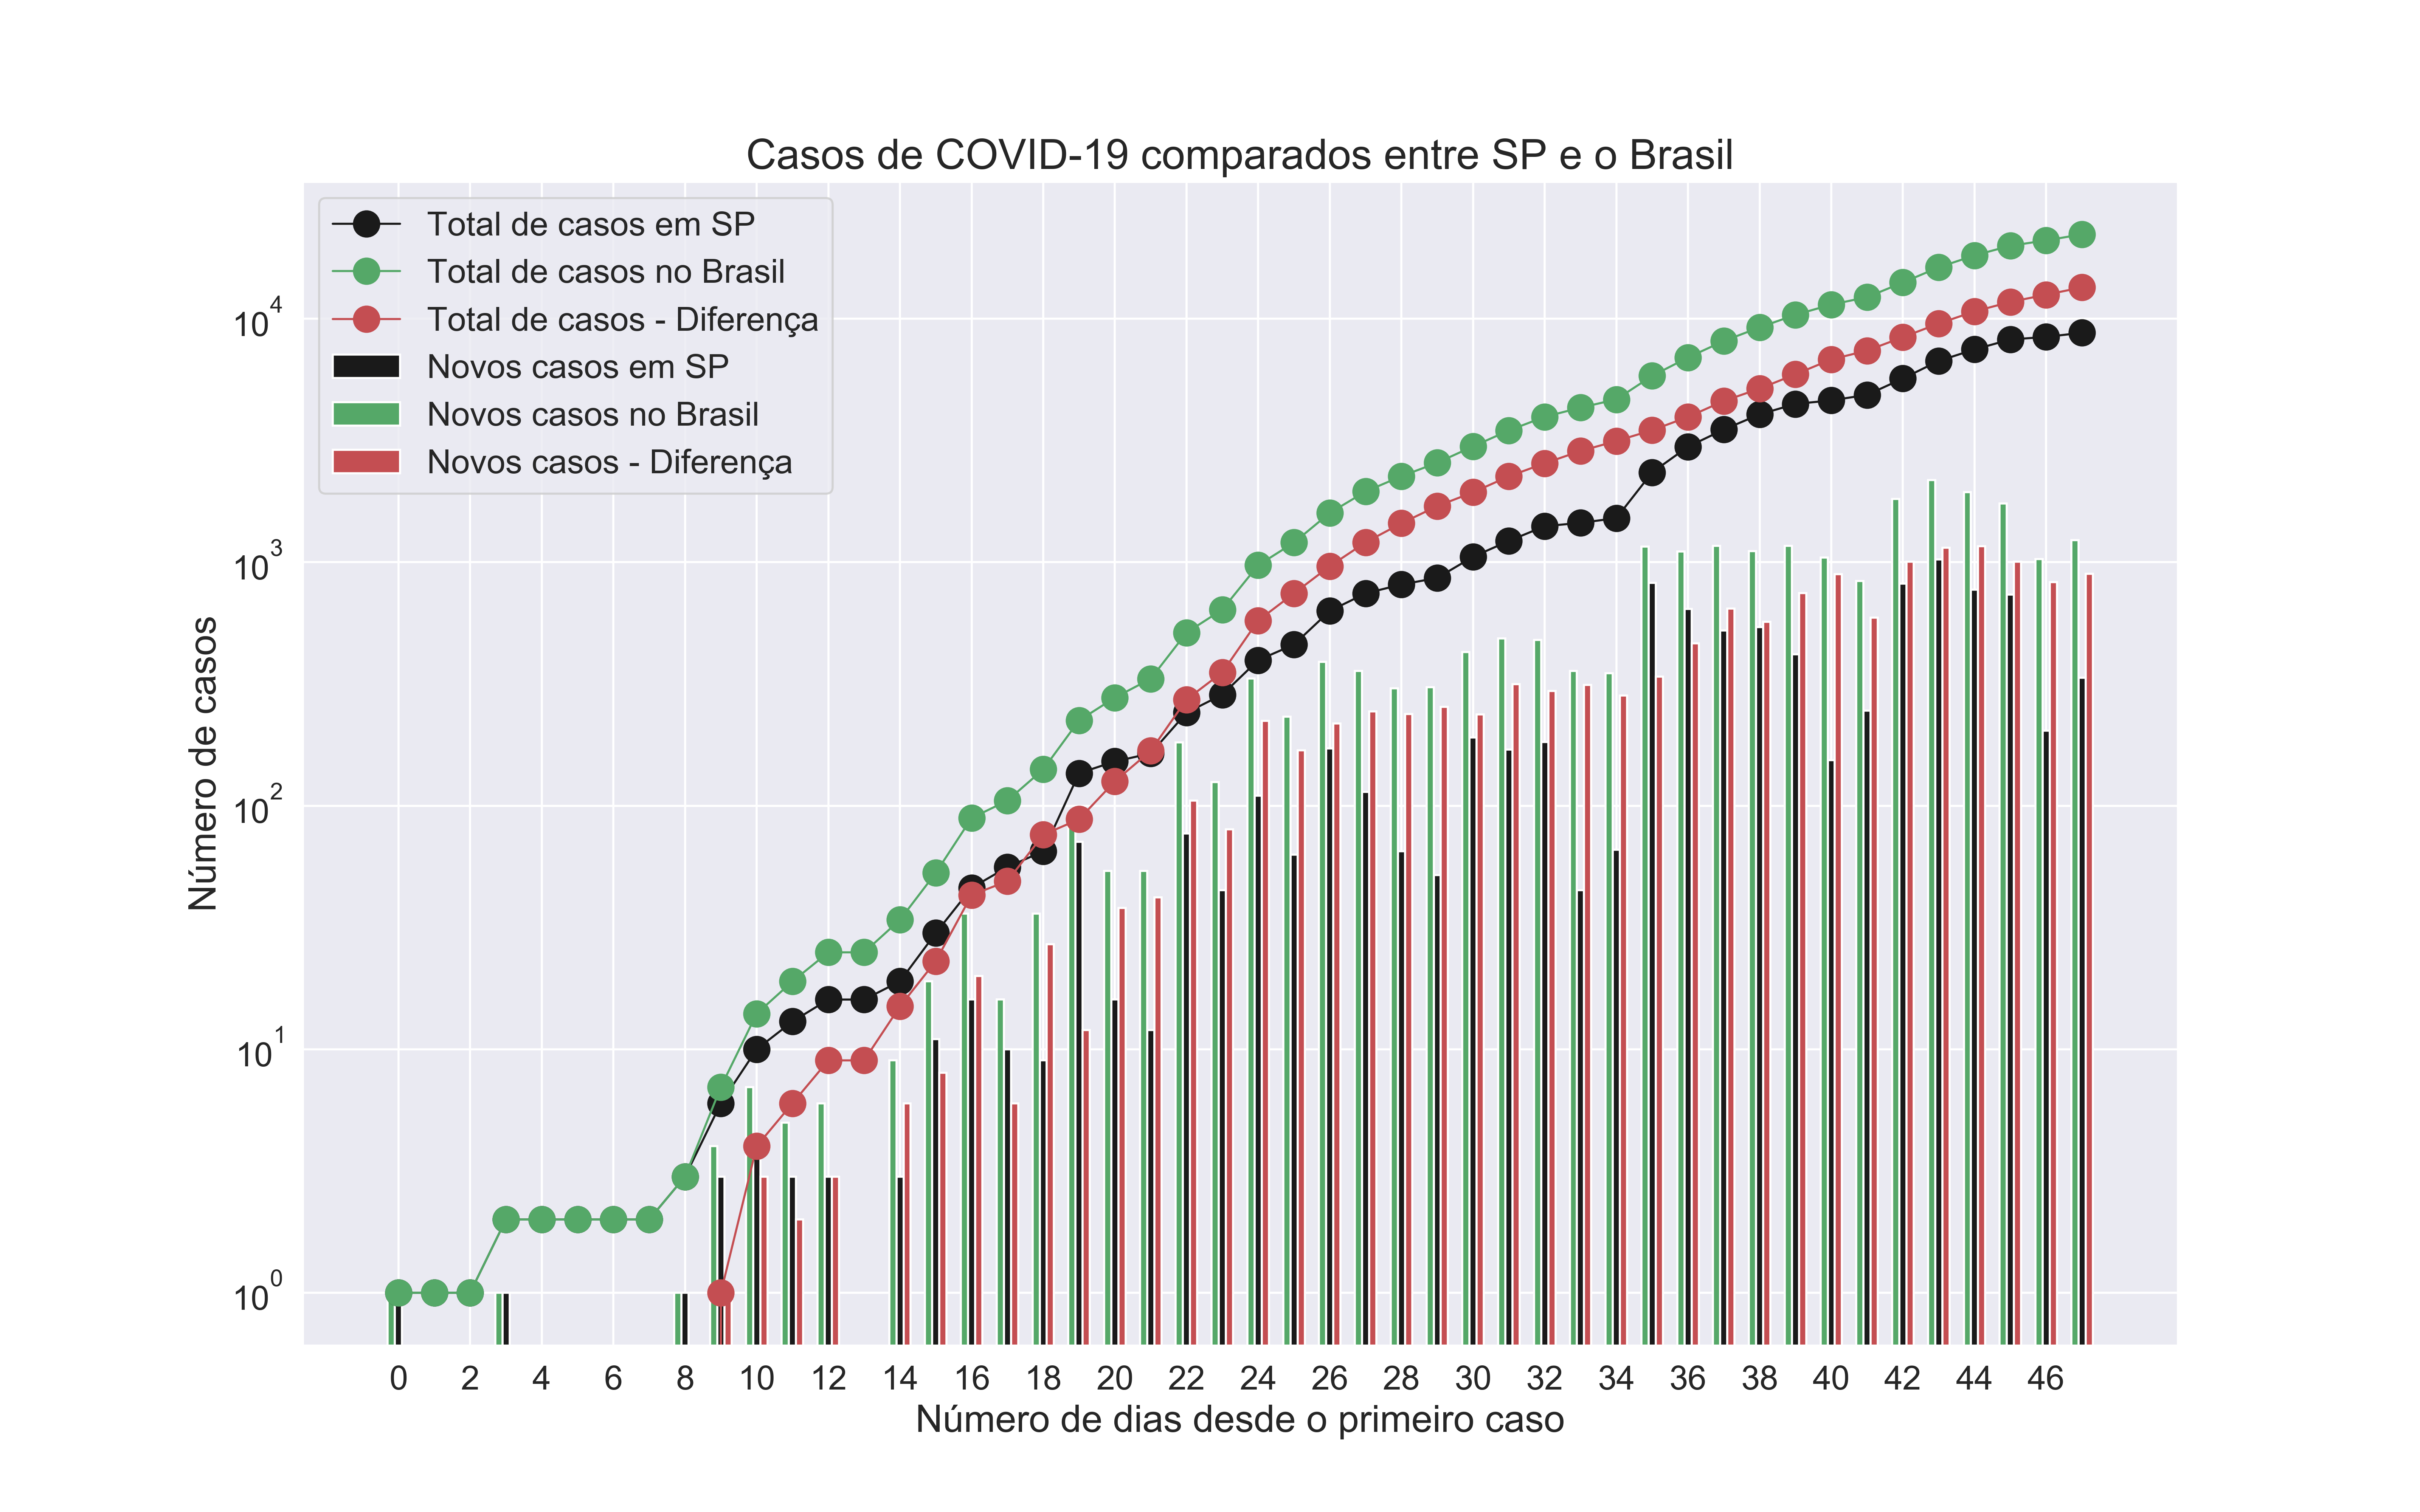 Casos de COVID-19 comparados entre SP e o Brasil
Total de casos em SP
Total de casos no Brasil
Total de casos - Diferença
Novos casos em SP
Novos casos no Brasil
Novos casos - Diferença
Número de casos
10^4
10^3
10^2
10^1
10^0
0 2 4 6 8 10 12 14 16 18 20 22 24 26 28 30 32 34 36 38 40 42 44 46
Número de dias desde o primeiro caso